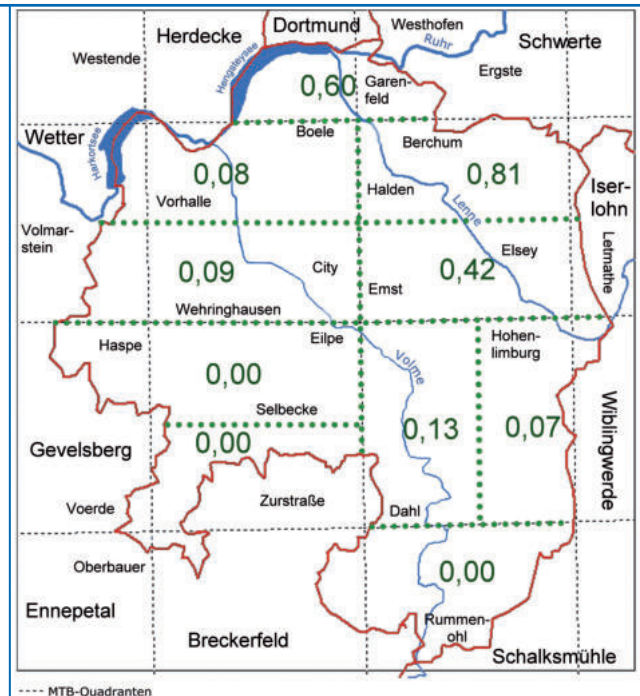 Dortmund
Herdecke
Westhofen
Ruhr
Schwerte
Westende
Hengsteysee
Ergste
0,60
Garen-
feld
Wetter
Harkortsee
Boele
Berchum
0,08
0,81
Iser-
lohn
Vorhalle
Halden
Lenne
Volmar-
stein
Elsey
Letmathe
0,09
City
0,42
Emst
Wehringhausen
Haspe
Eilpe
Hohen-
limburg
Volme
0,00
Selbecke
0,13
0,07
Wiblingwerde
Gevelsberg
0,00
Voerde
Zurstraße
Dahl
Oberbauer
0,00
Ennepetal
Rummen-
ohl
Breckerfeld
Schalksmühle
---- MTB-Quadranten